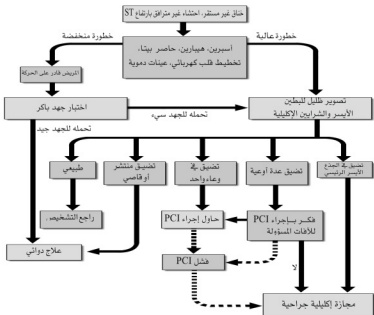 خناق غير مستقر، احتشاء غير مترافق بارتفاع ST
خطورة منخفضة
خطورة عالية
أسبرين، هيبارين، حاصر بيتا،
تخطيط قلب كهربائي، عينات دموية
المريض قادر على الحركة
اختبار جهد باكر
تحمله للجهد سيء
تصوير ظليل للبطين
الأيسر والشرايين الإكليلية
تحمله للجهد جيد
طبيعي
تضيق منتشر
أو قاصي
تضيق في
وعاء واحد
تضيق عدة أوعية
تضيق في الجذع
الأيسر الرئيسي
راجع التشخيص
حاول إجراء PCI
فكر بإجراء PCI
للآفات المسؤولة
علاج دوائي
فشل PCI
لا
مجازة إكليلية جراحية